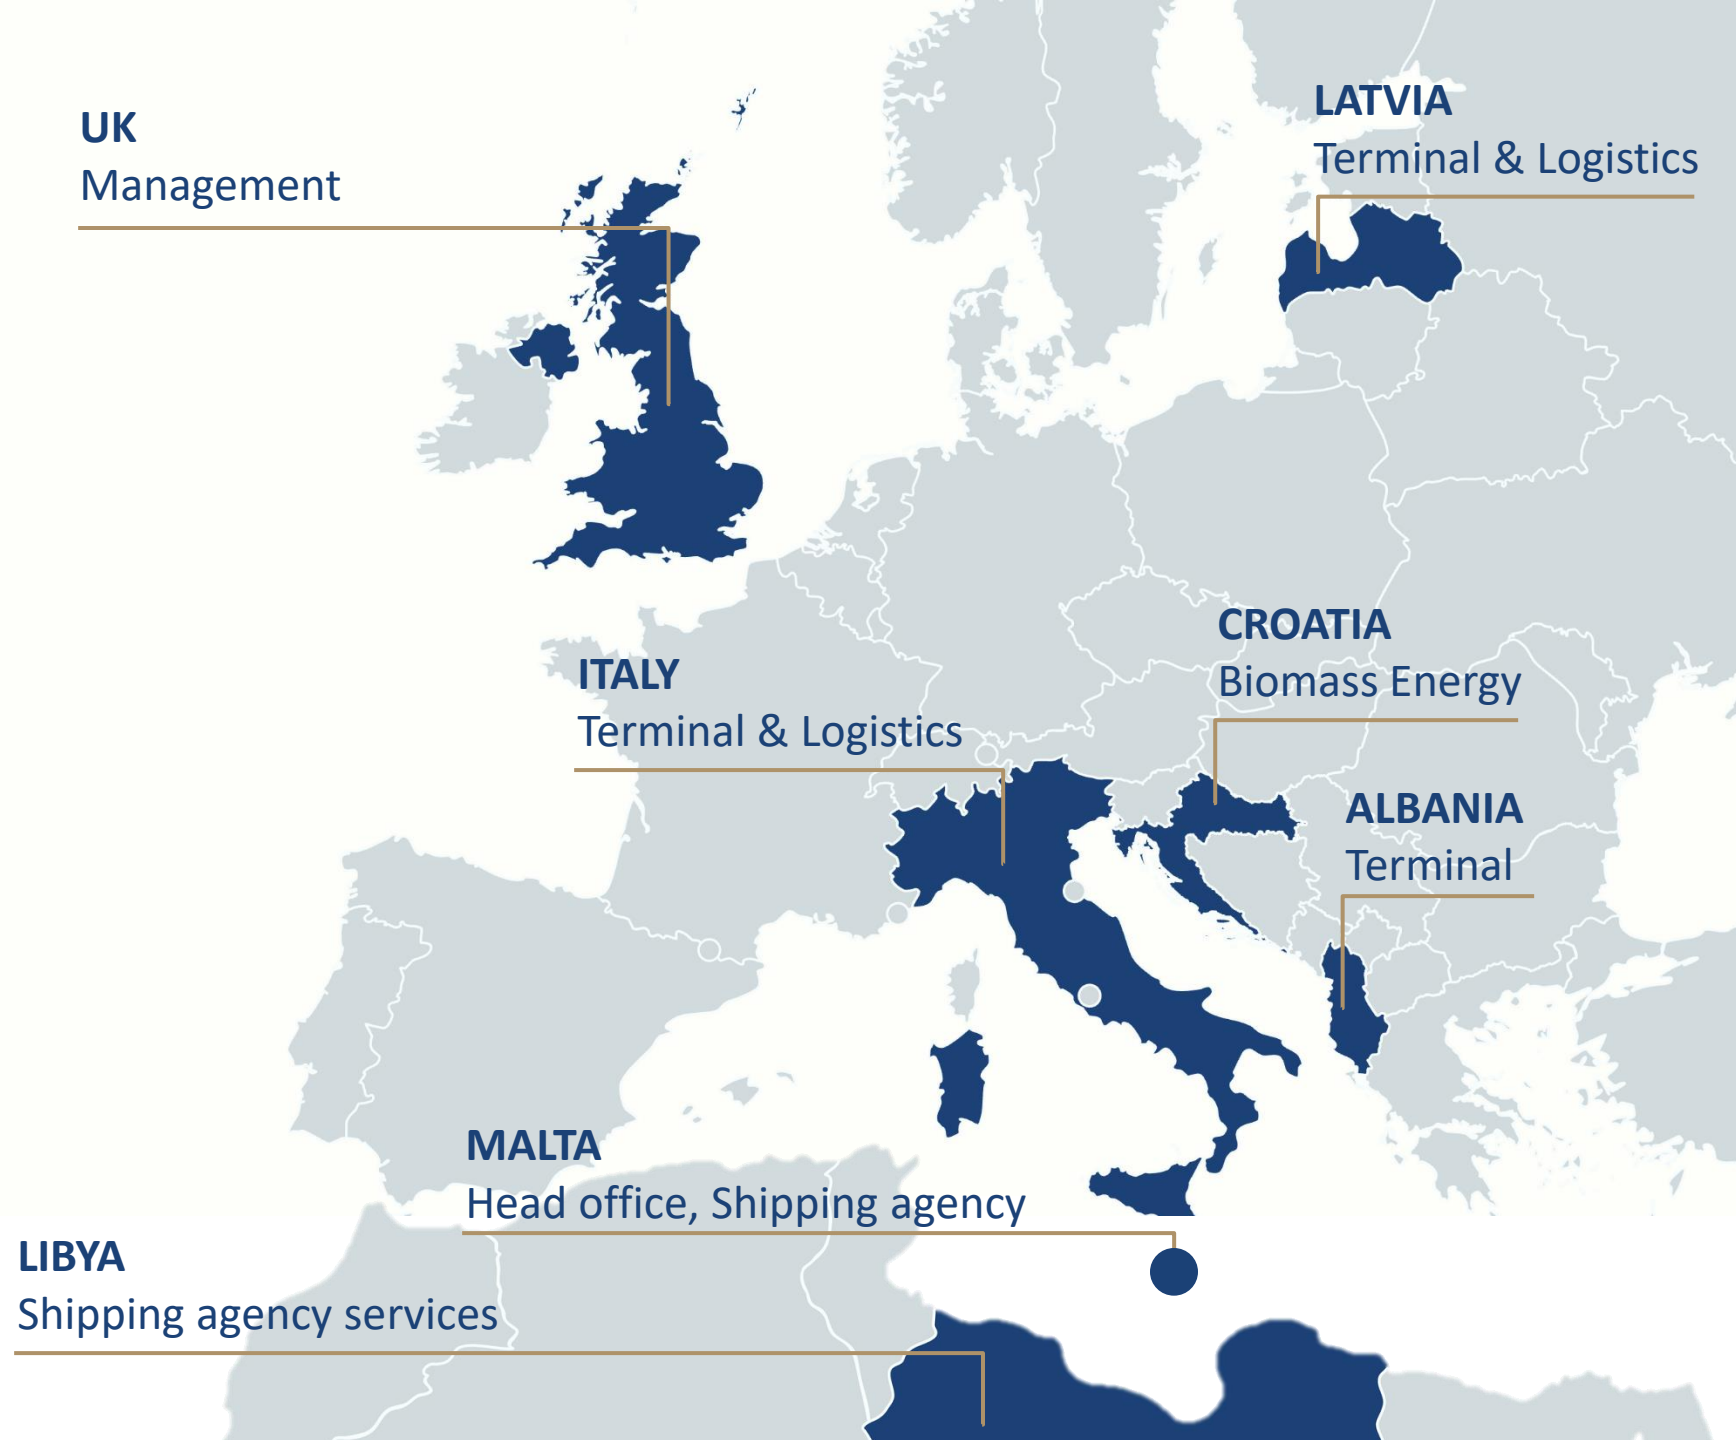 UK
Management
LATVIA
Terminal & Logistics
CROATIA
Biomass Energy
ITALY
Terminal & Logistics
ALBANIA
Terminal
MALTA
Head office, Shipping agency
LIBYA
Shipping agency services